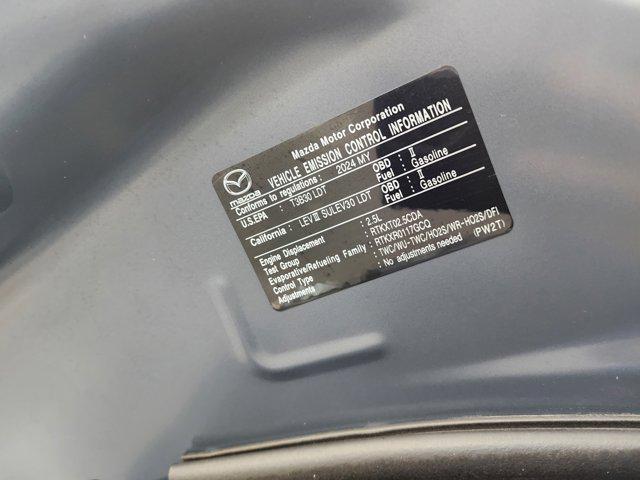 mazda
Mazda Motor Corporation
VEHICLE EMISSION CONTROL INFORMATION
Conforms to regulations : 2024 MY
U.S.EPA : T3B30 LDT OBD : II
Fuel : Gasoline
California : LEVIII SULEV30 LDT OBD : II
Fuel : Gasoline
Engine Displacement : 2.5L
Test Group : RTKXT02.5CDA
Evaporative/Refueling Family : RTKXR0117GCQ
Control Type : TWC/WU-TWC/HO2S/WR-HO2S/DFI
Adjustments : No adjustments needed (PW2T)